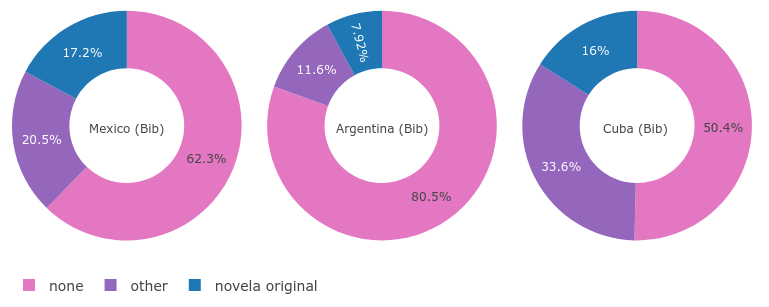 17.2%
20.5%
62.3%
Mexico (Bib)
7.92%
11.6%
80.5%
Argentina (Bib)
16%
33.6%
50.4%
Cuba (Bib)
none other novela original